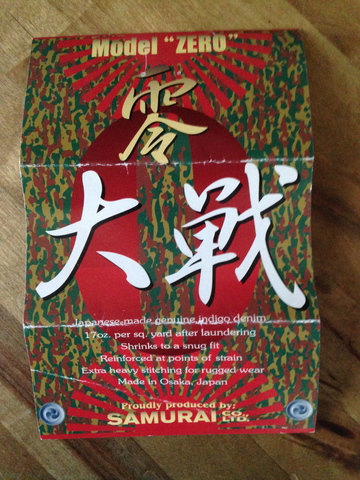 Model "ZERO"
零
大戦
Japanese made genuine indigo denim
17oz. per sq. yard after laundering
Shrinks to a snug fit
Reinforced at points of strain
Extra heavy stitching for rugged wear
Made in Osaka, Japan
Proudly produced by:
SAMURAI CO. LTD.